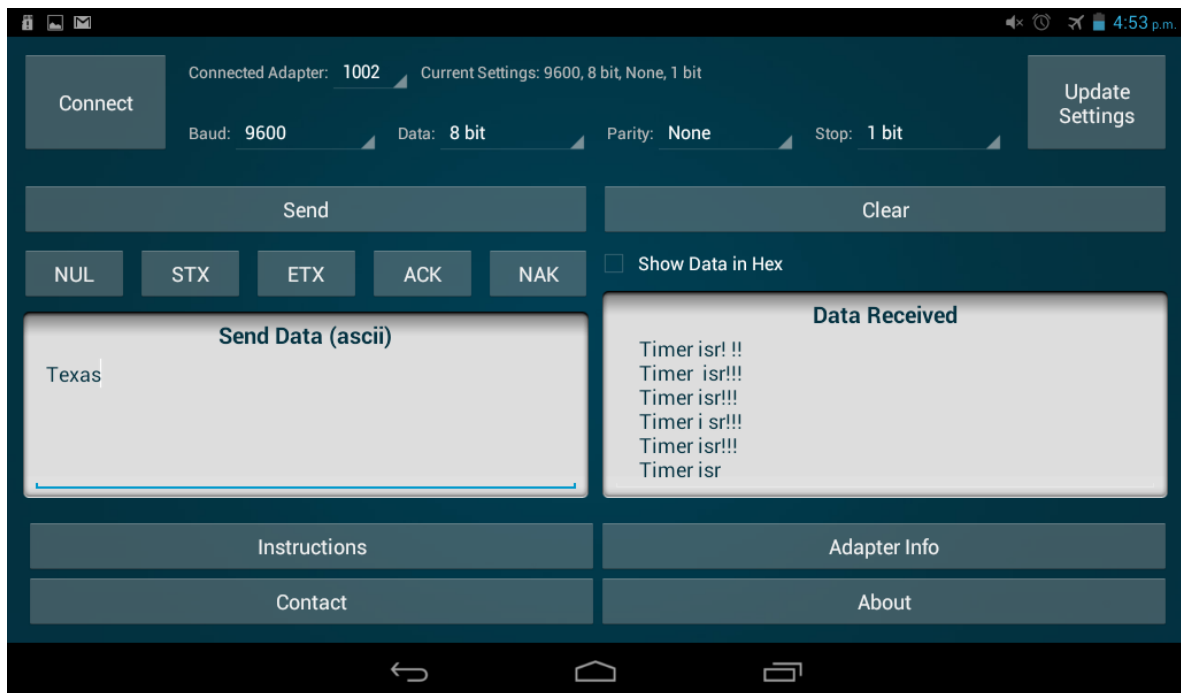 4:53 p.m.
Connect
Connected Adapter: 1002 Current Settings: 9600, 8 bit, None, 1 bit
Baud: 9600 Data: 8 bit Parity: None Stop: 1 bit
Update
Settings
Send
Clear
NUL STX ETX ACK NAK
Show Data in Hex
Send Data (ascii)
Texas
Data Received
Timer isr! !!
Timer  isr!!!
Timer isr!!!
Timer i sr!!!
Timer isr!!!
Timer isr
Instructions
Adapter Info
Contact
About